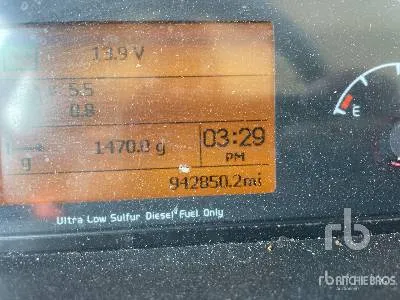 13.9 V
5.5
0.8
1470.0 g
g
03:29
PM
942850.2mi
Ultra Low Sulfur Diesel Fuel Only
E
rb
rb RITCHIE BROS.